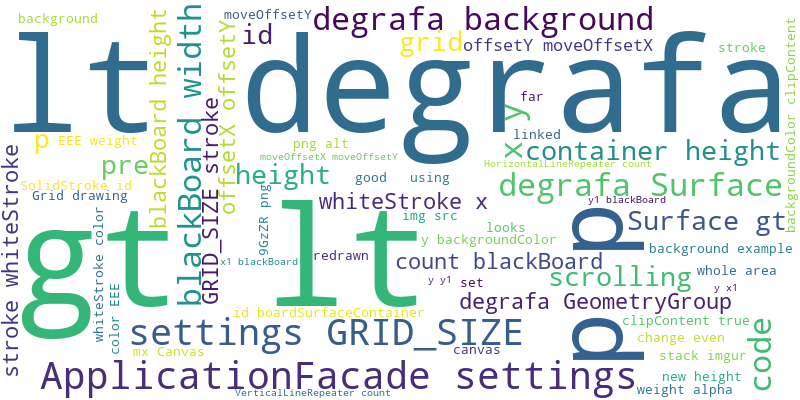 background
moveOffsetY
degrafa background
id
grid
offsetY moveOffsetX
stroke
lt degrafa
p
EEE weight
far
y
x
linked
png alt
container height
moveOffsetX moveOffsetY
HorizontalLineRepeater count
pre
height
good
using
degrafa Surface
SolidStroke id
Grid drawing
whiteStroke x
y1 blackBoard
gt lt
img src
looks
p
Surface gt
y backgroundColor
background example
x1 blackBoard
redrawn
count blackBoard
whole area
y y1
set
scrolling
y x1
degrafa GeometryGroup
id boardSurfaceContainer
settings GRID_SIZE
p
clipContent true
change even
mx Canvas
canvas
stack imgur
ApplicationFacade settings
new height
weight alpha
VerticalLineRepeater count
stroke whiteStroke
whiteStroke color
color EEE
blackBoard height
blackBoard width
GRID_SIZE stroke
offsetX offsetY
9GzZR png
code
backgroundColor clipContent